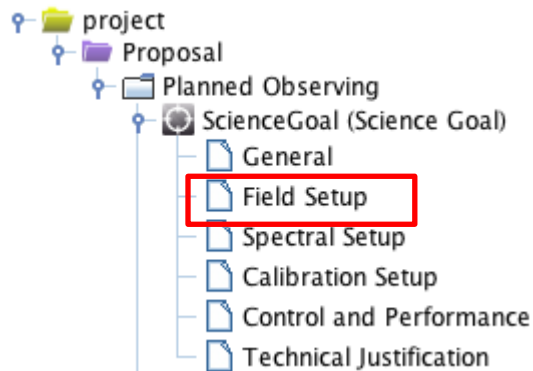 project
Proposal
Planned Observing
ScienceGoal (Science Goal)
General
Field Setup
Spectral Setup
Calibration Setup
Control and Performance
Technical Justification